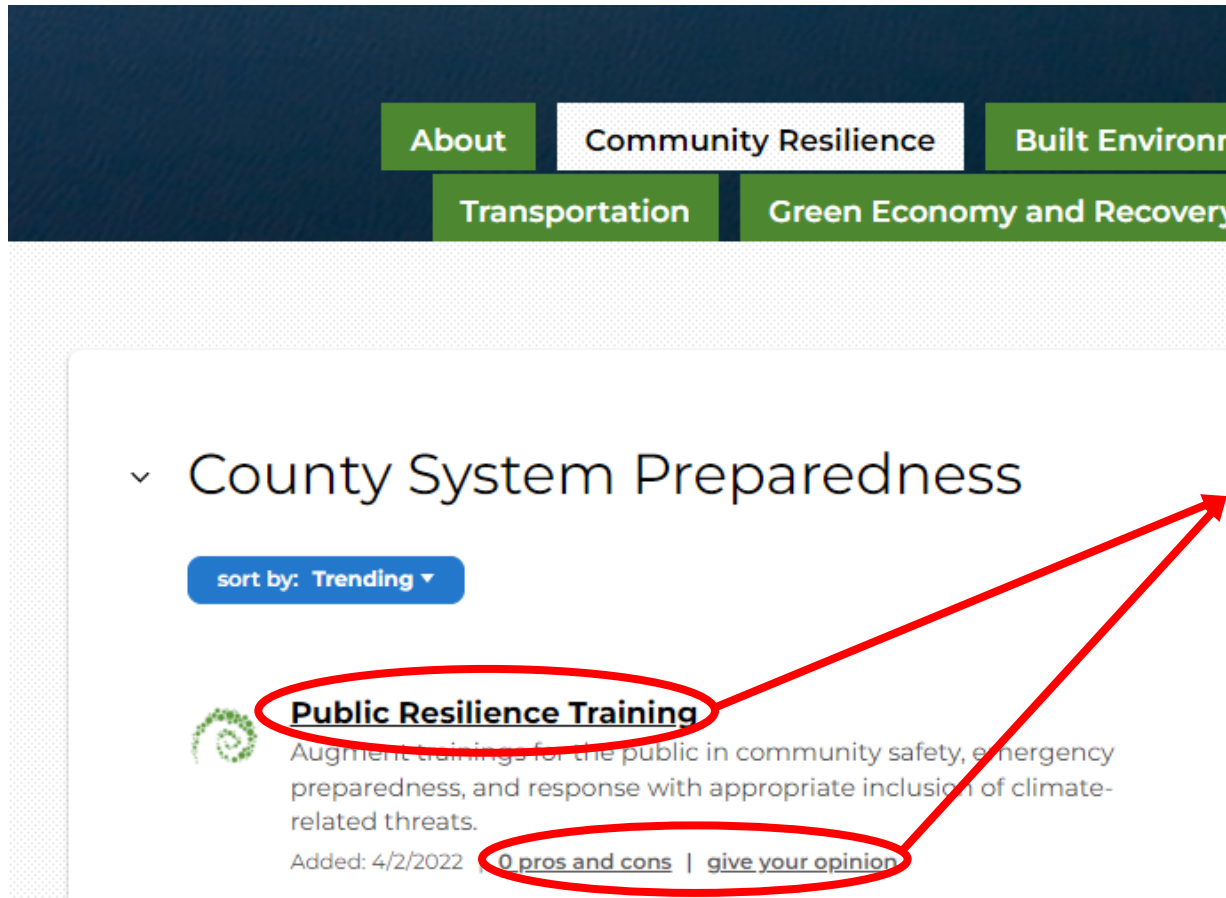 About Community Resilience Built Environ
Transportation Green Economy and Recovery
County System Preparedness
sort by: Trending
Public Resilience Training
Augment trainings for the public in community safety, emergency
preparedness, and response with appropriate inclusion of climate-
related threats.
Added: 4/2/2022 | 0 pros and cons | give your opinion